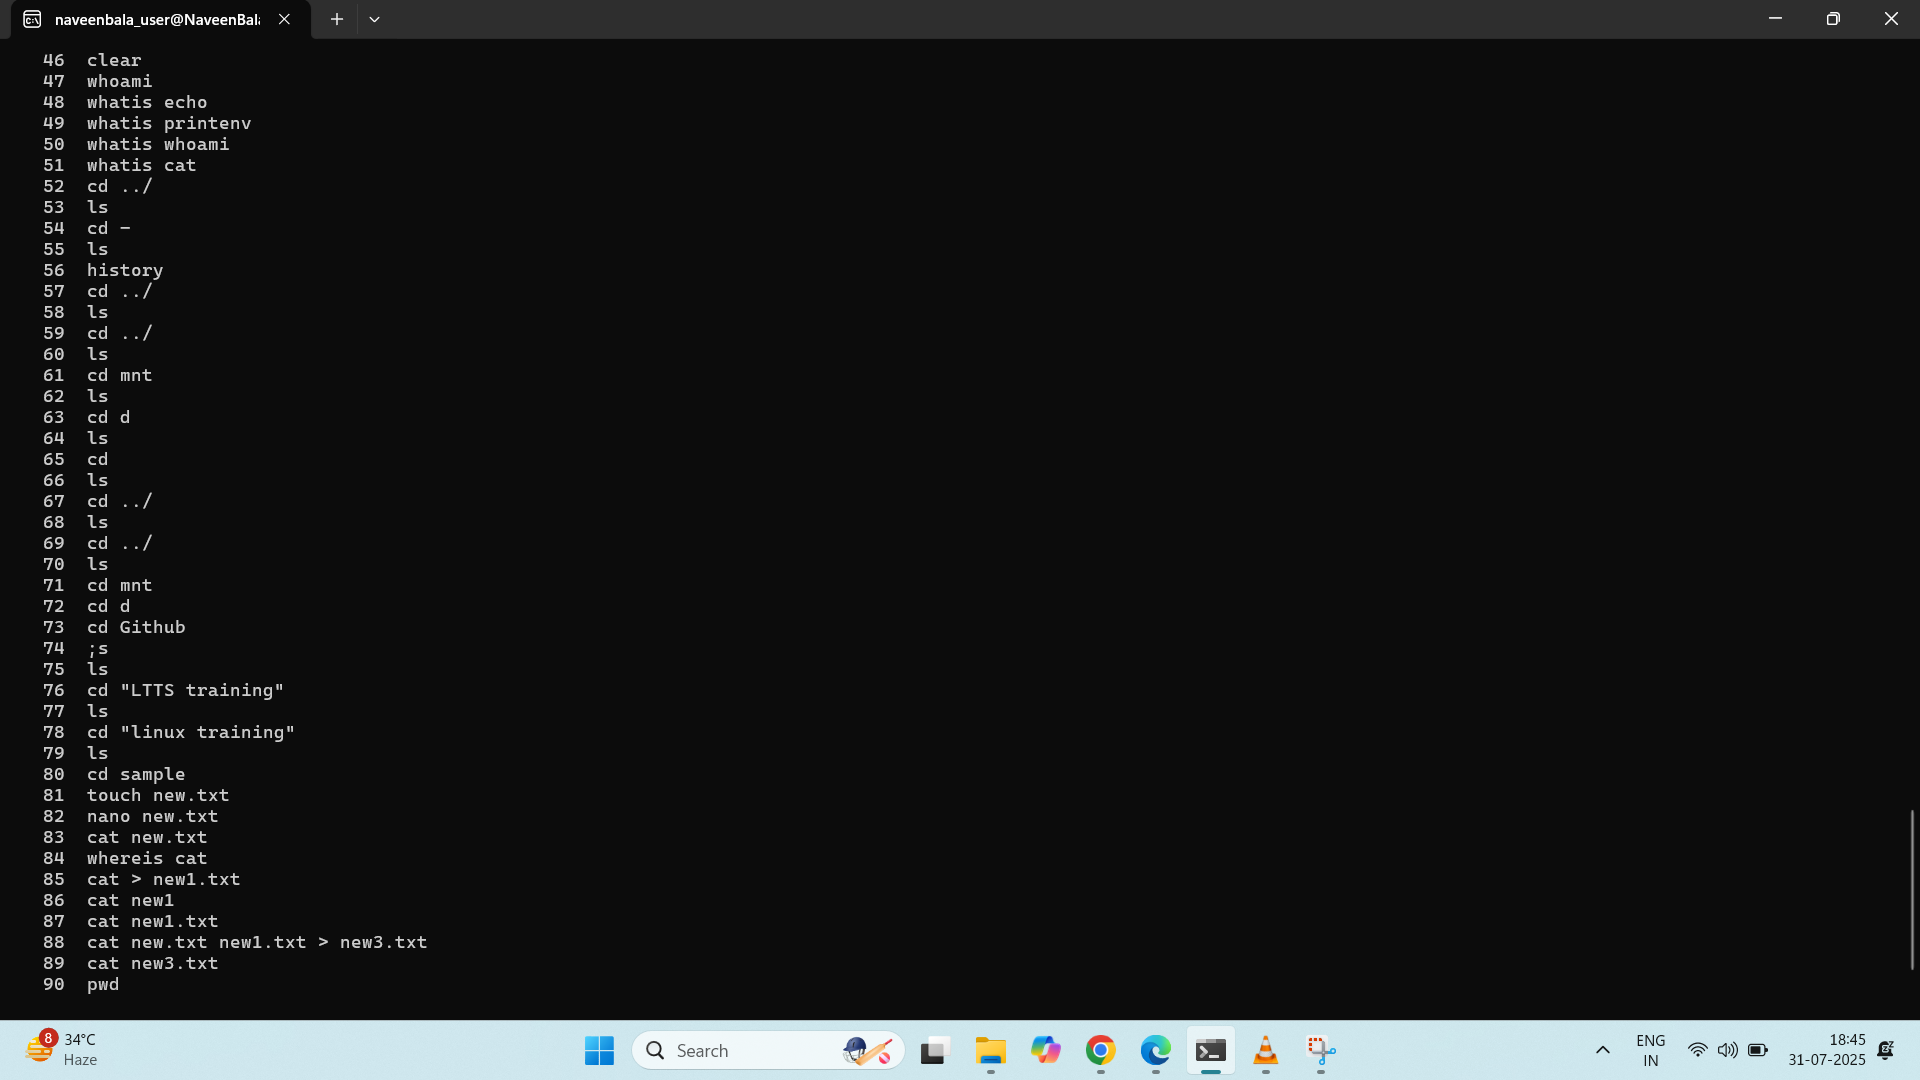 naveenbala_user@NaveenBala
46 clear
47 whoami
48 whatis echo
49 whatis printenv
50 whatis whoami
51 whatis cat
52 cd ../
53 ls
54 cd -
55 ls
56 history
57 cd ../
58 ls
59 cd ../
60 ls
61 cd mnt
62 ls
63 cd d
64 ls
65 cd
66 ls
67 cd ../
68 ls
69 cd ../
70 ls
71 cd mnt
72 cd d
73 cd Github
74 ;s
75 ls
76 cd "LTTS training"
77 ls
78 cd "linux training"
79 ls
80 cd sample
81 touch new.txt
82 nano new.txt
83 cat new.txt
84 whereis cat
85 cat > new1.txt
86 cat new1
87 cat new1.txt
88 cat new.txt new1.txt > new3.txt
89 cat new3.txt
90 pwd
8
34°C
Haze
Search
ENG
IN
18:45
31-07-2025